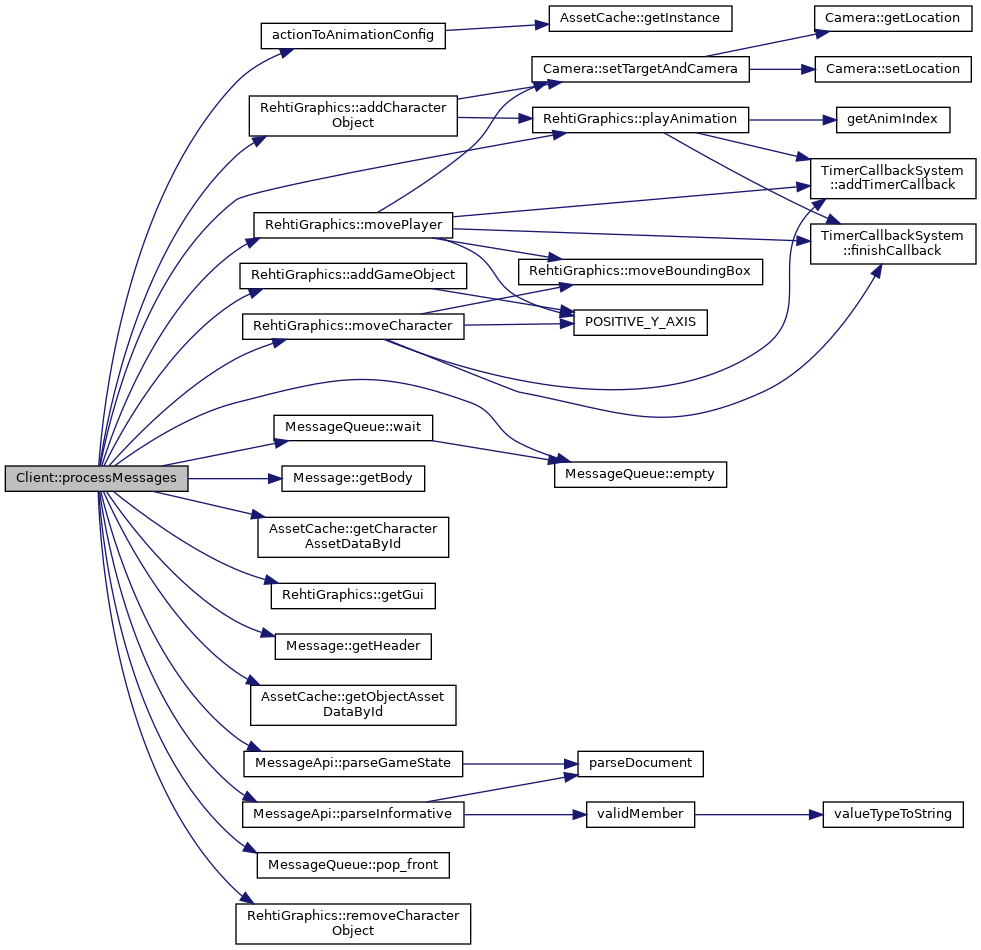 Client::processMessages
actionToAnimationConfig
AssetCache::getInstance
RehtiGraphics::addCharacter
Object
Camera::setTargetAndCamera
Camera::getLocation
Camera::setLocation
RehtiGraphics::playAnimation
getAnimIndex
TimerCallbackSystem
::addTimerCallback
TimerCallbackSystem
::finishCallback
RehtiGraphics::movePlayer
RehtiGraphics::moveBoundingBox
POSITIVE_Y_AXIS
RehtiGraphics::addGameObject
RehtiGraphics::moveCharacter
MessageQueue::wait
MessageQueue::empty
Message::getBody
AssetCache::getCharacter
AssetDataById
RehtiGraphics::getGui
Message::getHeader
AssetCache::getObjectAsset
DataById
MessageApi::parseGameState
parseDocument
MessageApi::parseInformative
validMember
valueTypeToString
MessageQueue::pop_front
RehtiGraphics::removeCharacter
Object